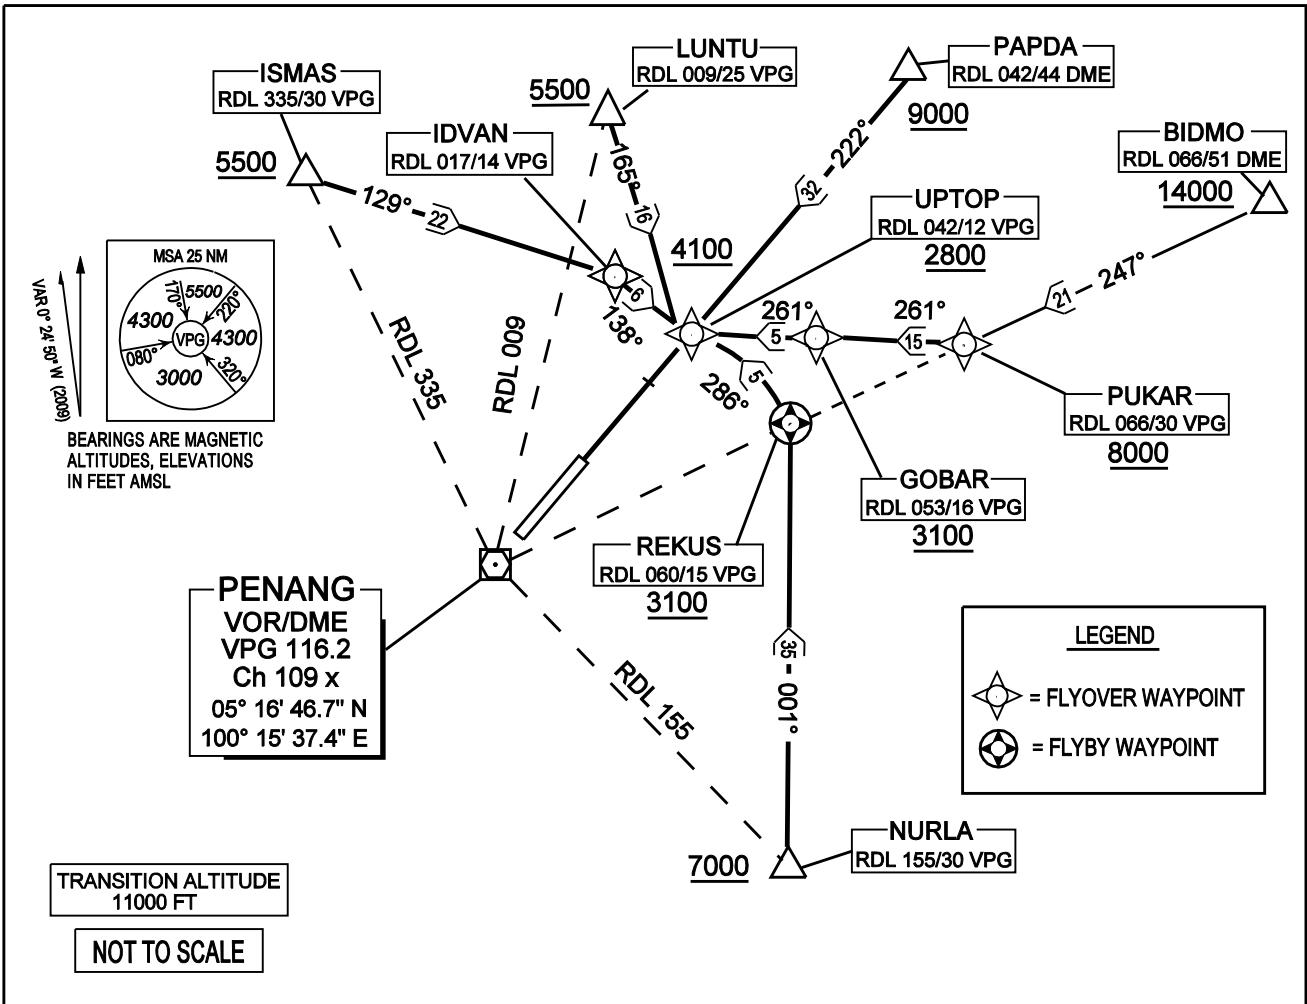 ISMAS
RDL 335/30 VPG
5500
IDVAN
RDL 017/14 VPG
LUNTU
RDL 009/25 VPG
5500
PAPDA
RDL 042/44 DME
9000
BIDMO
RDL 066/51 DME
14000
129°
22
165°
16
222°
32
UPTOP
RDL 042/12 VPG
2800
4100
247°
21
6
138°
261°
5
261°
15
5
286°
PUKAR
RDL 066/30 VPG
8000
GOBAR
RDL 053/16 VPG
3100
REKUS
RDL 060/15 VPG
3100
MSA 25 NM
5500
170°
220°
4300
VPG
4300
080°
320°
3000
VAR 0° 24' 50" W (2009)
BEARINGS ARE MAGNETIC
ALTITUDES, ELEVATIONS
IN FEET AMSL
RDL 335
RDL 009
PENANG
VOR/DME
VPG 116.2
Ch 109 x
05° 16' 46.7" N
100° 15' 37.4" E
RDL 155
35
001°
LEGEND
= FLYOVER WAYPOINT
= FLYBY WAYPOINT
NURLA
RDL 155/30 VPG
7000
TRANSITION ALTITUDE
11000 FT
NOT TO SCALE